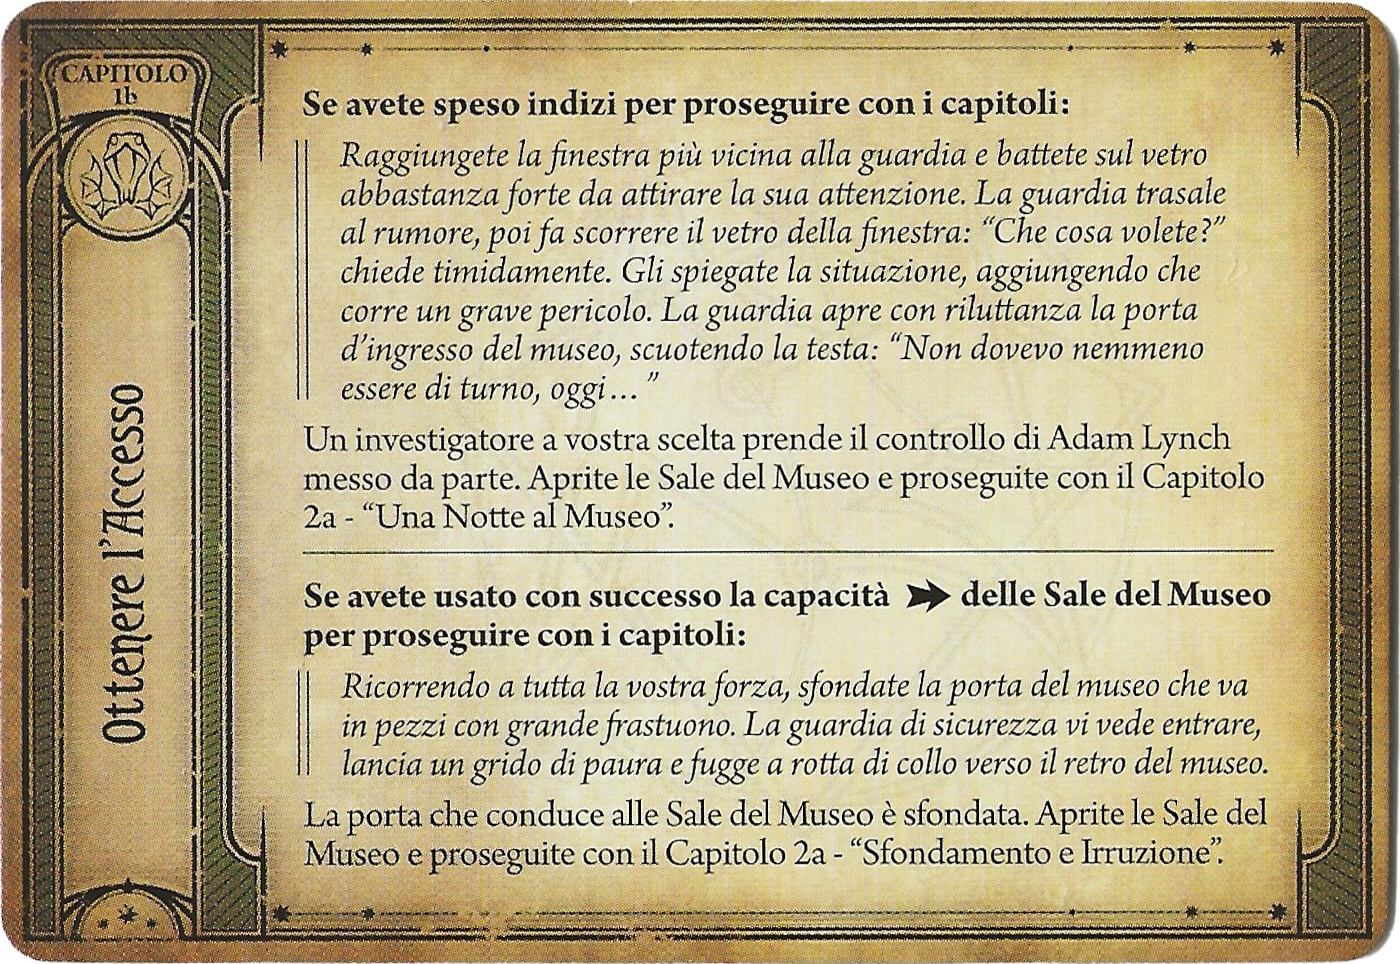 CAPITOLO
1b
Ottenere l'Accesso
Se avete speso indizi per proseguire con i capitoli:
Raggiungete la finestra più vicina alla guardia e battete sul vetro
abbastanza forte da attirare la sua attenzione. La guardia trasale
al rumore, poi fa scorrere il vetro della finestra: “Che cosa volete?”
chiede timidamente. Gli spiegate la situazione, aggiungendo che
corre un grave pericolo. La guardia apre con riluttanza la porta
d'ingresso del museo, scuotendo la testa: “Non dovevo nemmeno
essere di turno, oggi…”
Un investigatore a vostra scelta prende il controllo di Adam Lynch
messo da parte. Aprite le Sale del Museo e proseguite con il Capitolo
2a - “Una Notte al Museo”.
Se avete usato con successo la capacità delle Sale del Museo
per proseguire con i capitoli:
Ricorrendo a tutta la vostra forza, sfondate la porta del museo che va
in pezzi con grande frastuono. La guardia di sicurezza vi vede entrare,
lancia un grido di paura e fugge a rotta di collo verso il retro del museo.
La porta che conduce alle Sale del Museo è sfondata. Aprite le Sale del
Museo e proseguite con il Capitolo 2a - “Sfondamento e Irruzione”.